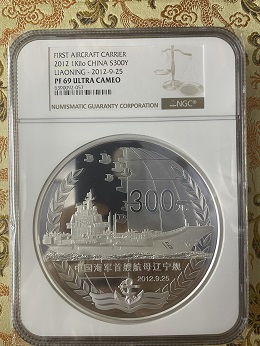 FIRST AIRCRAFT CARRIER
2012 1Kilo CHINA S300Y
LIAONING - 2012-9-25
PF 69 ULTRA CAMEO
NUMISMATIC GUARANTY CORPORATION
NGC
300
16
中国海军首艘航母辽宁舰
2012.9.25